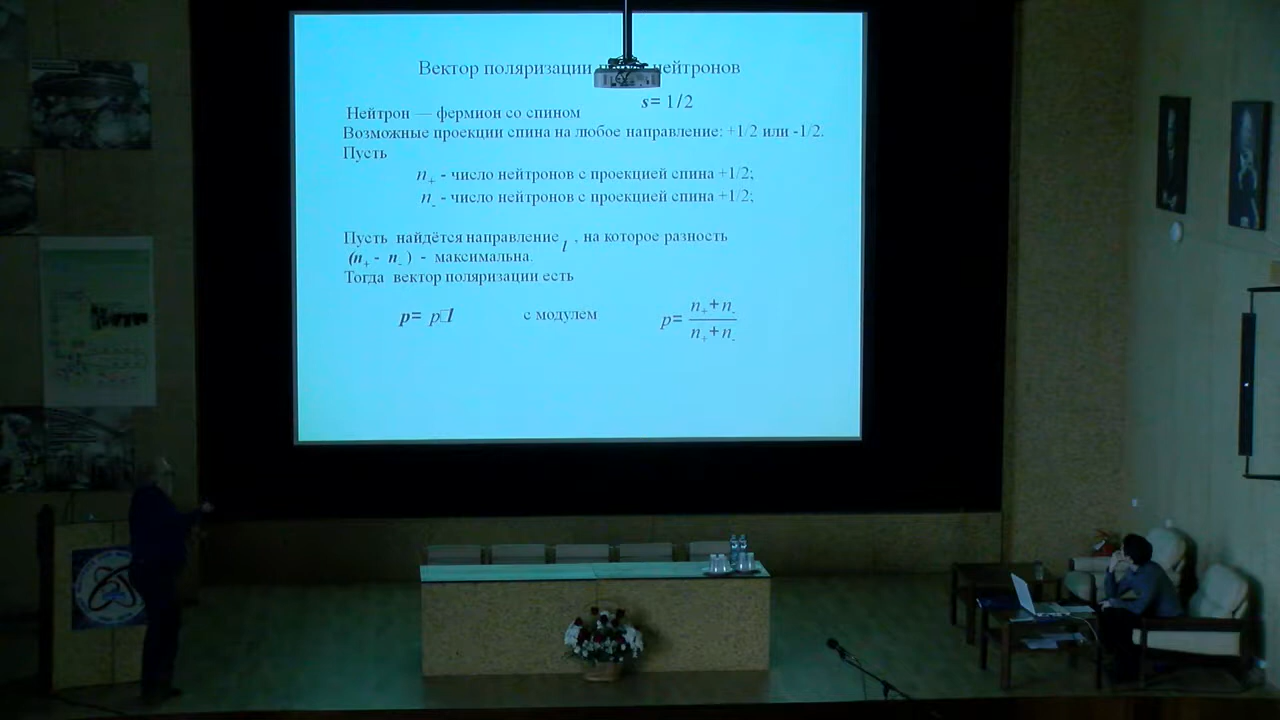 Вектор поляризации нейтронов
s= 1/2
Нейтрон — фермион со спином
Возможные проекции спина на любое направление: +1/2 или -1/2.
Пусть
n₊ - число нейтронов с проекцией спина +1/2;
n₋ - число нейтронов с проекцией спина +1/2;
Пусть найдётся направление l , на которое разность
(n₊ - n₋ ) - максимальна.
Тогда вектор поляризации есть
p= p□l с модулем p= n₊+n₋ / n₊+n₋